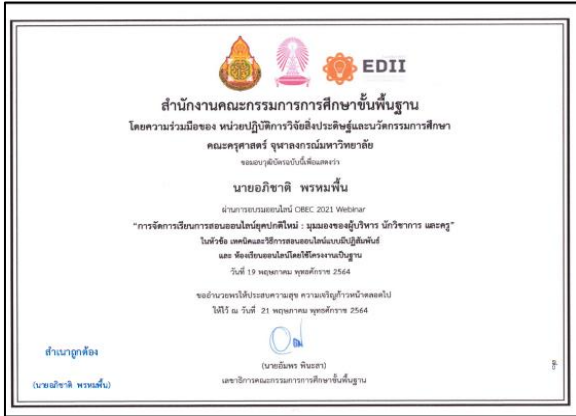 EDII
สำนักงานคณะกรรมการการศึกษาขั้นพื้นฐาน
โดยความร่วมมือของ หน่วยปฏิบัติการวิจัยสิ่งประดิษฐ์และนวัตกรรมการศึกษา
คณะครุศาสตร์ จุฬาลงกรณ์มหาวิทยาลัย
ขอมอบวุฒิบัตรฉบับนี้เพื่อแสดงว่า
นายอภิชาติ พรหมพื้น
ผ่านการอบรมออนไลน์ OBEC 2021 Webinar
"การจัดการเรียนการสอนออนไลน์ยุคปกติใหม่ : มุมมองของผู้บริหาร นักวิชาการ และครู"
ในหัวข้อ เทคนิคและวิธีการสอนออนไลน์แบบมีปฏิสัมพันธ์
และ ห้องเรียนออนไลน์โดยใช้โครงงานเป็นฐาน
วันที่ 19 พฤษภาคม พุทธศักราช 2564
ขออำนวยพรให้ประสบความสุข ความเจริญก้าวหน้าตลอดไป
ให้ไว้ ณ วันที่ 21 พฤษภาคม พุทธศักราช 2564
(นายอัมพร พินะสา)
เลขาธิการคณะกรรมการการศึกษาขั้นพื้นฐาน
สำเนาถูกต้อง
(นายอภิชาติ พรหมพื้น)